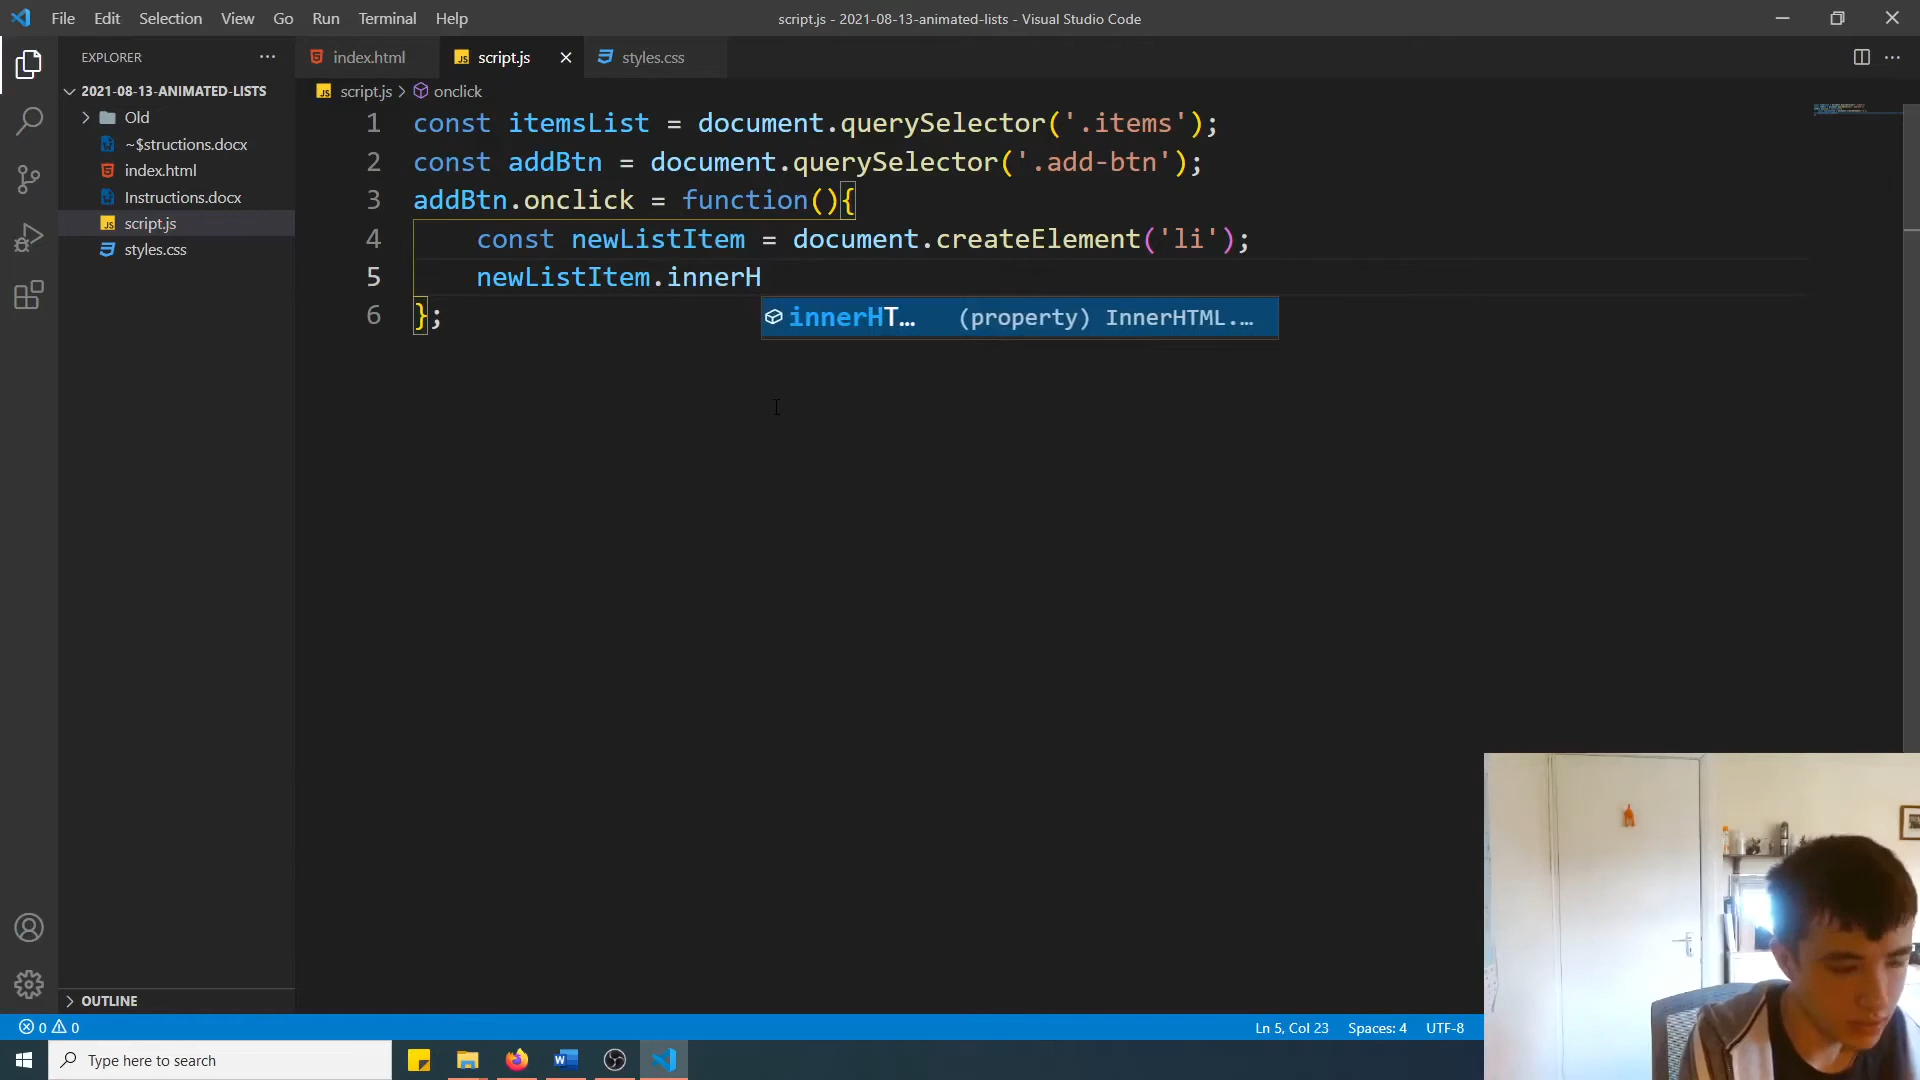 File Edit Selection View Go Run Terminal Help
script.js - 2021-08-13-animated-lists - Visual Studio Code
EXPLORER
index.html
script.js
styles.css
2021-08-13-ANIMATED-LISTS
script.js > onclick
Old
~$structions.docx
index.html
Instructions.docx
script.js
styles.css
1 const itemsList = document.querySelector('.items');
2 const addBtn = document.querySelector('.add-btn');
3 addBtn.onclick = function(){
4 const newListItem = document.createElement('li');
5 newListItem.innerH
6 };
innerHT… (property) InnerHTML.…
OUTLINE
0 0
Ln 5, Col 23 Spaces: 4 UTF-8
Type here to search